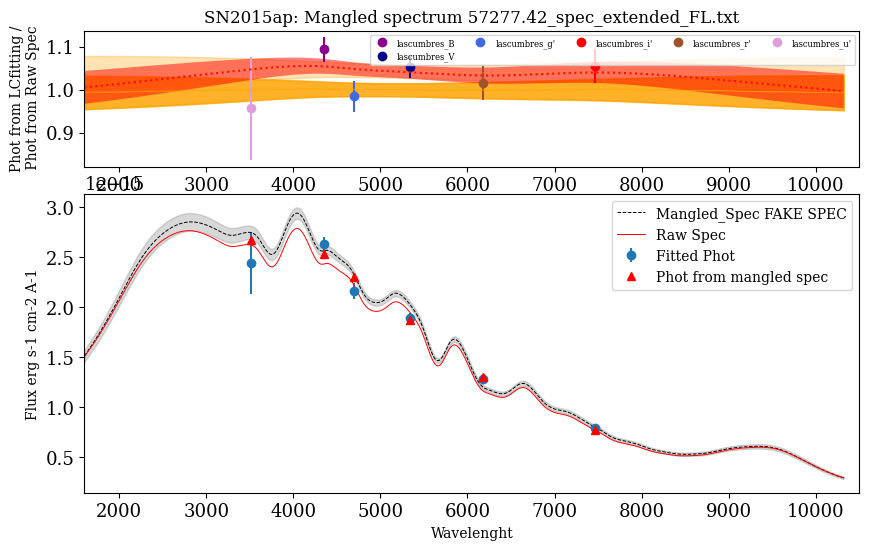 SN2015ap: Mangled spectrum 57277.42_spec_extended_FL.txt
Phot from LCfitting /
Phot from Raw Spec
1.1
1.0
0.9
lascumbres_B
lascumbres_g'
lascumbres_i'
lascumbres_r'
lascumbres_u'
lascumbres_V
2000 3000 4000 5000 6000 7000 8000 9000 10000
Flux erg s-1 cm-2 A-1
3.0
2.5
2.0
1.5
1.0
0.5
Mangled_Spec FAKE SPEC
Raw Spec
Fitted Phot
Phot from mangled spec
2000 3000 4000 5000 6000 7000 8000 9000 10000
Wavelenght